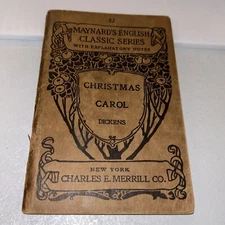 MAYNARD'S ENGLISH
CLASSIC SERIES
WITH EXPLANATORY NOTES
CHRISTMAS
CAROL
DICKENS
NEW YORK
CHARLES E. MERRILL CO.